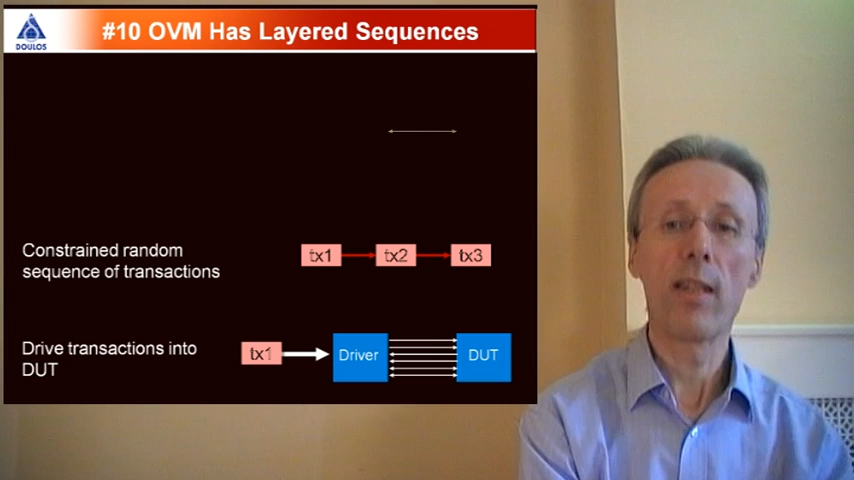 DOULOS
#10 OVM Has Layered Sequences
Constrained random
sequence of transactions
tx1
tx2
tx3
Drive transactions into
DUT
tx1
Driver
DUT